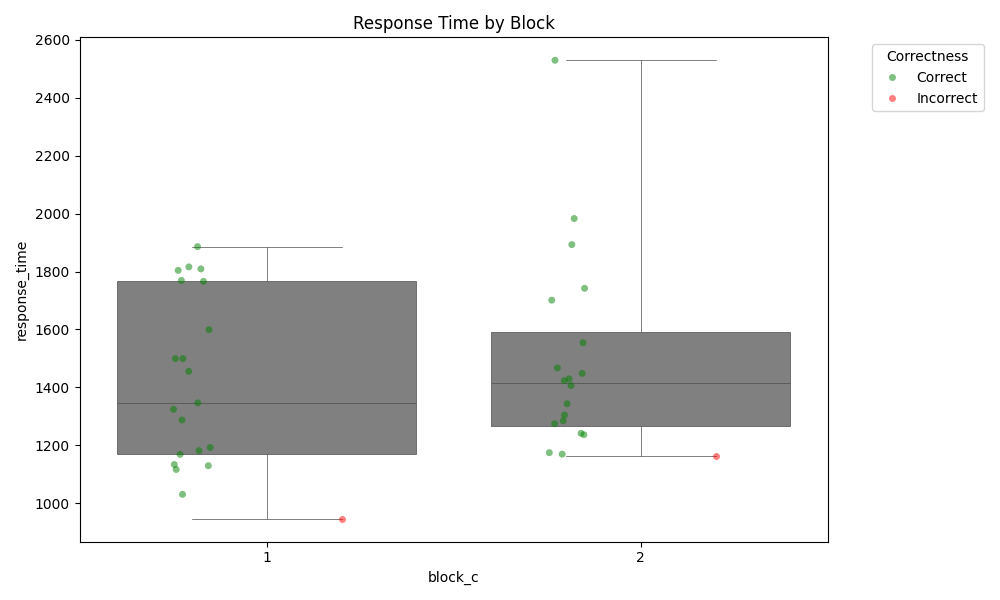 Response Time by Block
Correctness
Correct
Incorrect
response_time
2600
2400
2200
2000
1800
1600
1400
1200
1000
1
2
block_c